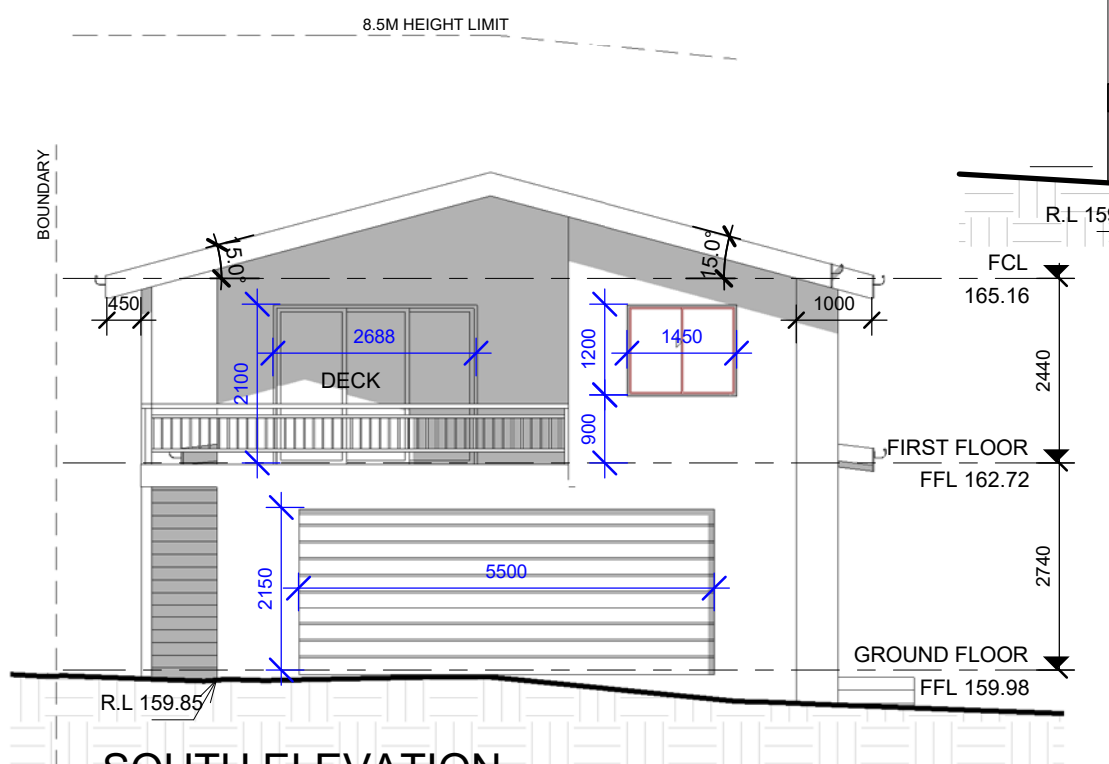 8.5M HEIGHT LIMIT
BOUNDARY
R.L 159
15.0°
15.0°
FCL
165.16
450
1000
2688
1200
1450
2100
DECK
2440
900
FIRST FLOOR
FFL 162.72
2150
5500
2740
GROUND FLOOR
FFL 159.98
R.L 159.85
SOUTH ELEVATION